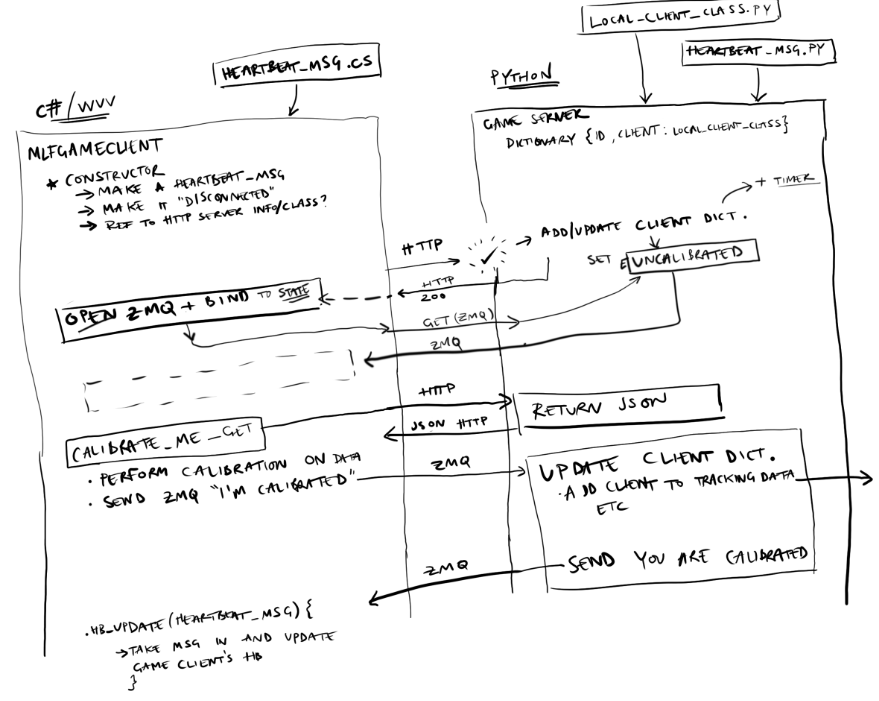 LOCAL_CLIENT_CLASS.PY
HEARTBEAT_MSG.CS
HEARTBEAT_MSG.PY
PYTHON
C#/WVV
GAME SERVER
DICTIONARY {ID, CLIENT: LOCAL_CLIENT_CLASS}
MLFGAMECLIENT
* CONSTRUCTOR
→ MAKE A HEARTBEAT_MSG
→ MAKE IT "DISCONNECTED"
→ REF TO HTTP SERVER INFO/CLASS?
+ TIMER
HTTP
→ ADD/UPDATE CLIENT DICT.
SET
UNCALIBRATED
HTTP
200
OPEN ZMQ + BIND TO STATE
GET (ZMQ)
ZMQ
HTTP
RETURN JSON
JSON HTTP
CALIBRATE_ME_GET
· PERFORM CALIBRATION ON DATA
· SEND ZMQ "I'M CALIBRATED"
ZMQ
UPDATE CLIENT DICT.
· ADD CLIENT TO TRACKING DATA
ETC
SEND YOU ARE CALIBRATED
ZMQ
.HB_UPDATE(HEARTBEAT_MSG) {
→ TAKE MSG IN AND UPDATE
GAME CLIENT'S HB
}